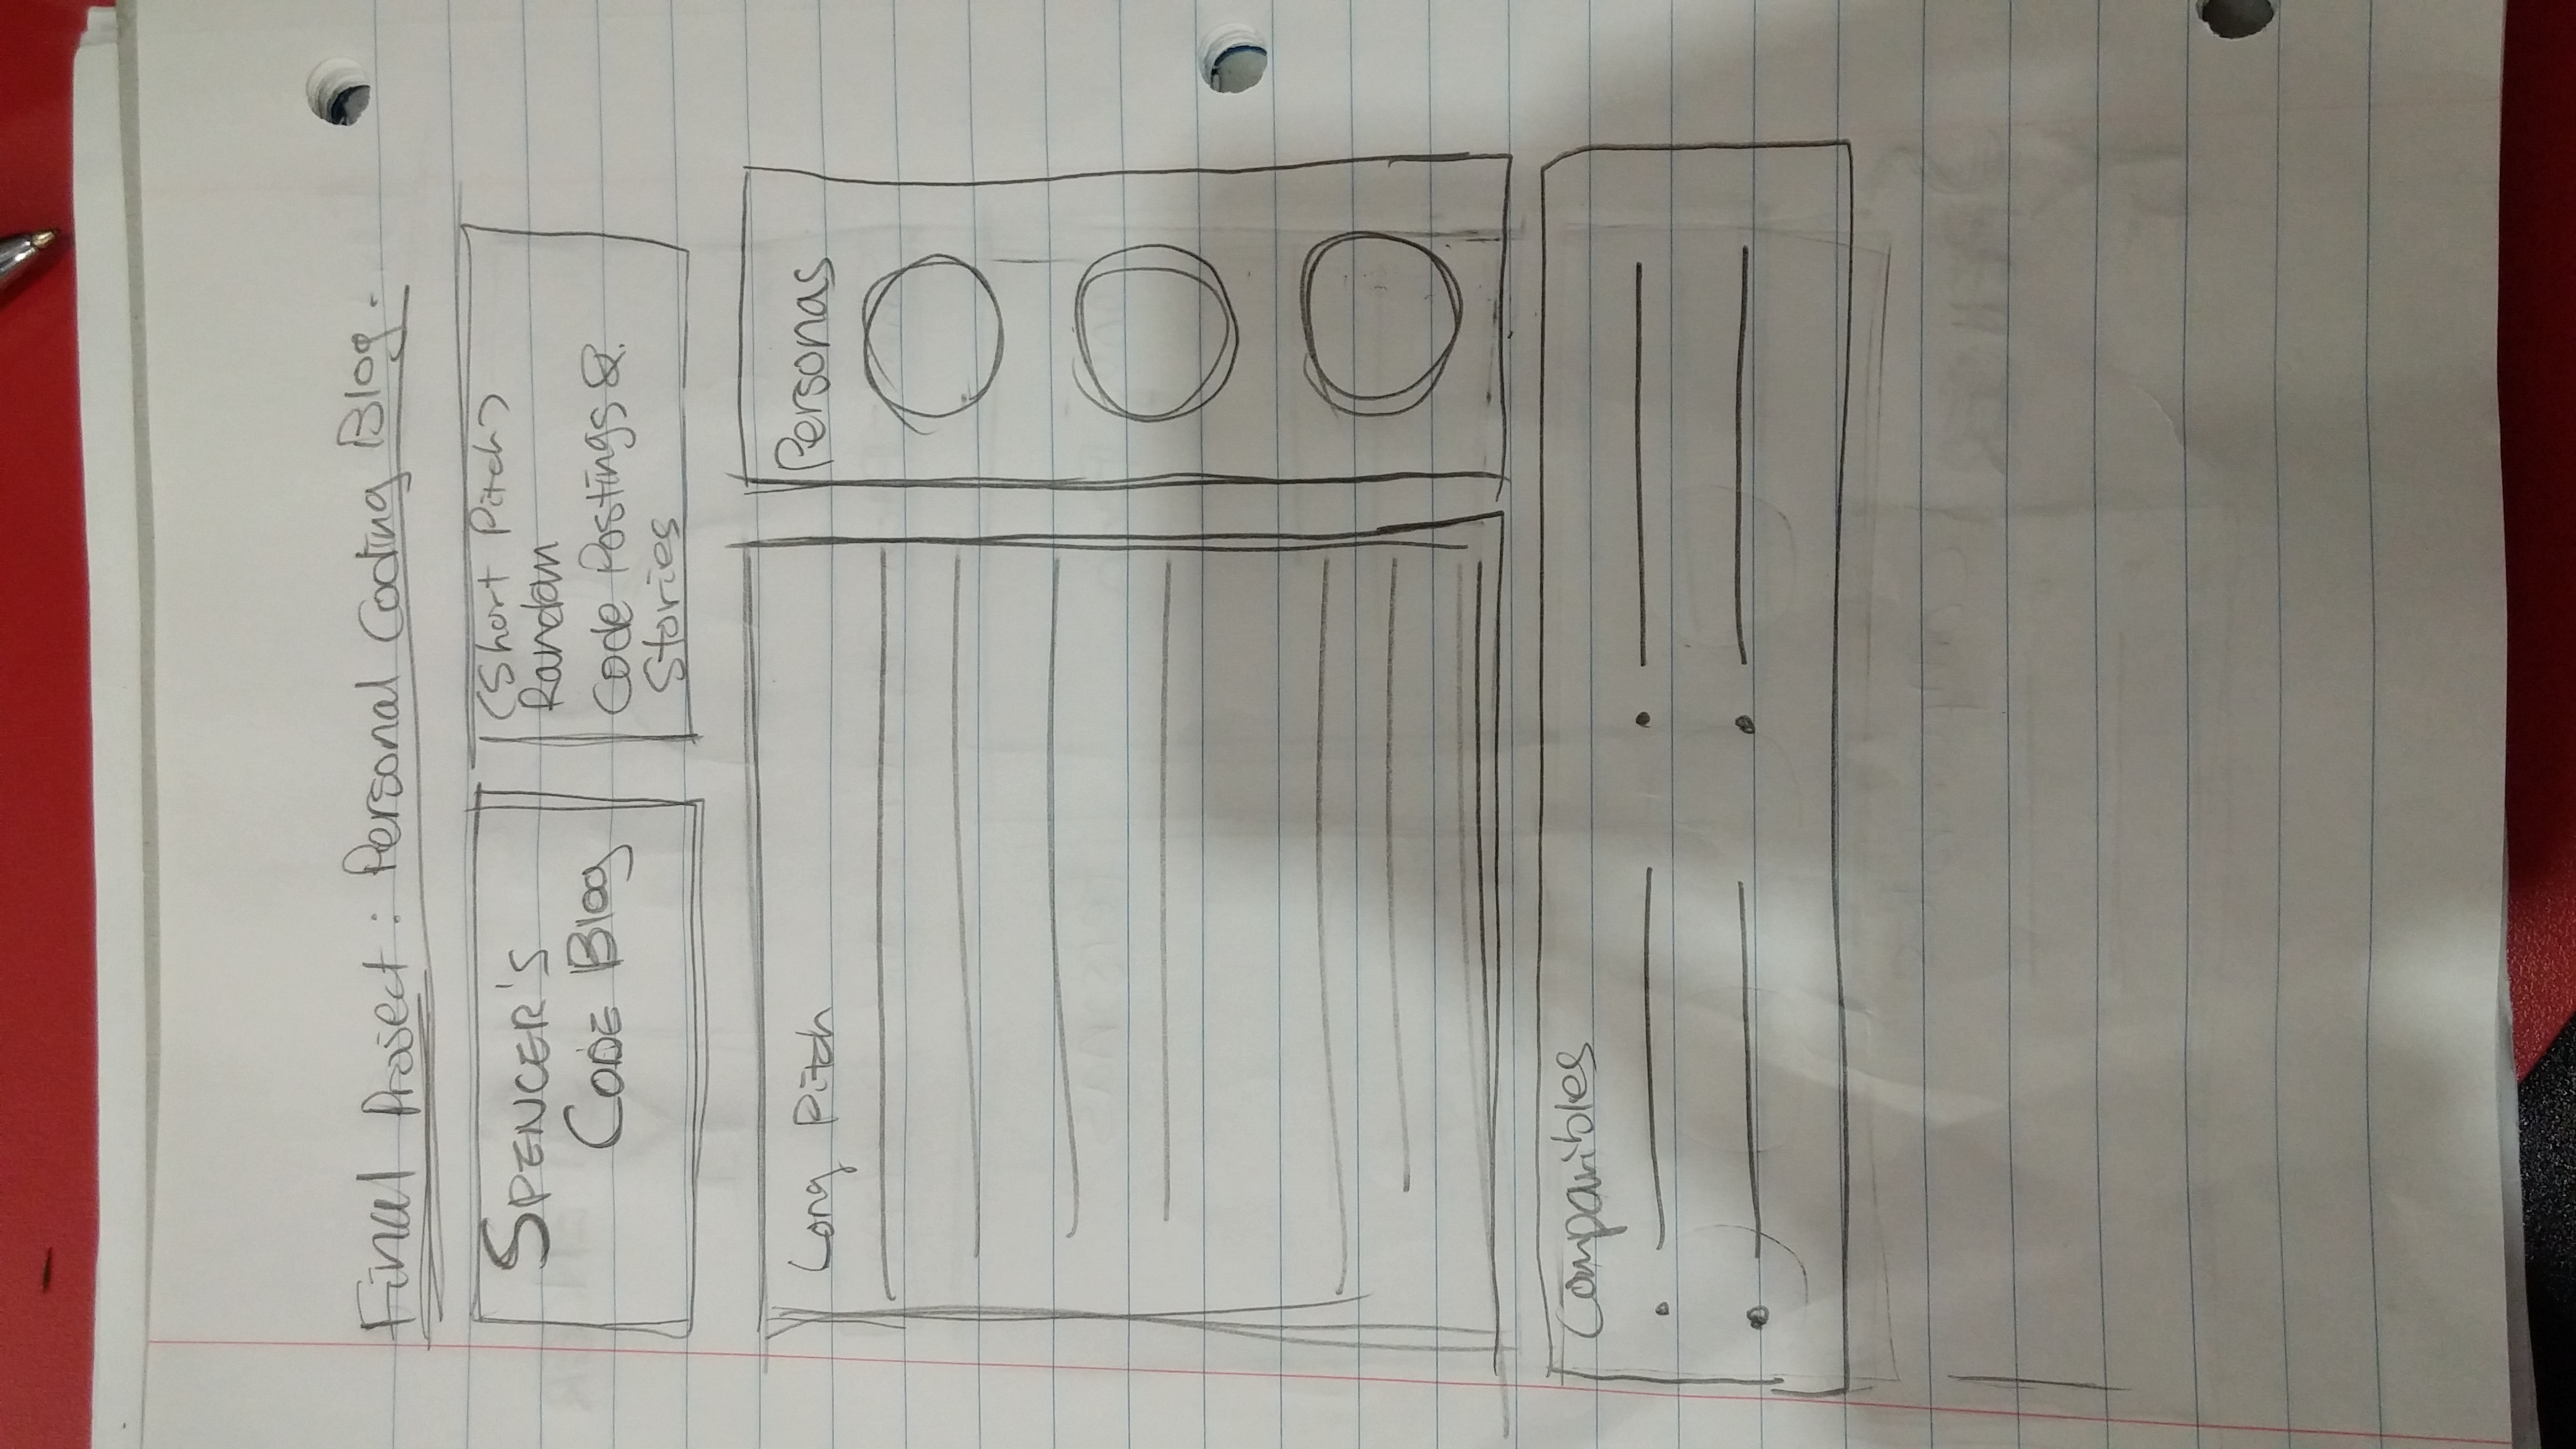 Final Project: Personal Coding Blog.
SPENCER'S
CODE Blog
(Short Pitch)
Random
Code Postings &
Stories
Long Pitch
Personas
Comparibles